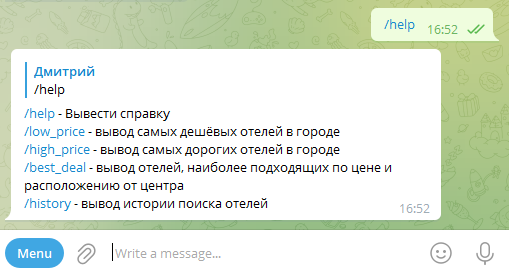 /help 16:52
Дмитрий
/help
/help - Вывести справку
/low_price - вывод самых дешёвых отелей в городе
/high_price - вывод самых дорогих отелей в городе
/best_deal - вывод отелей, наиболее подходящих по цене и
расположению от центра
/history - вывод истории поиска отелей
16:52
Menu Write a message...